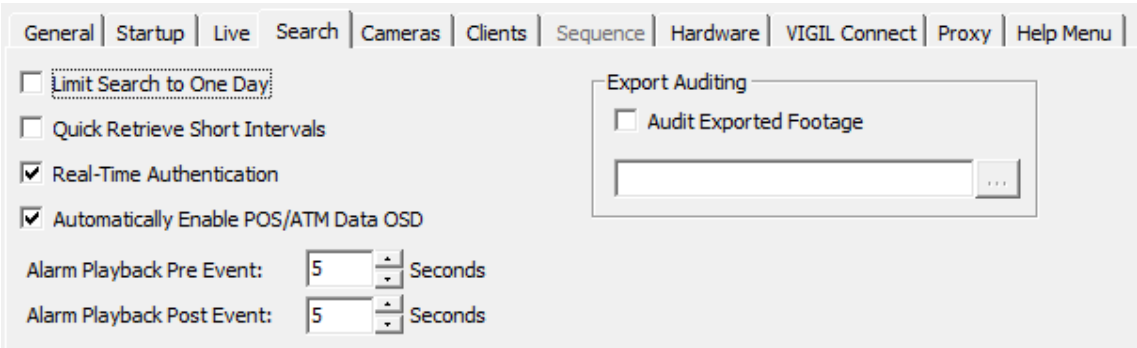 General Startup Live Search Cameras Clients Sequence Hardware VIGIL Connect Proxy Help Menu
Limit Search to One Day
Quick Retrieve Short Intervals
Real-Time Authentication
Automatically Enable POS/ATM Data OSD
Alarm Playback Pre Event: 5 Seconds
Alarm Playback Post Event: 5 Seconds
Export Auditing
Audit Exported Footage
...